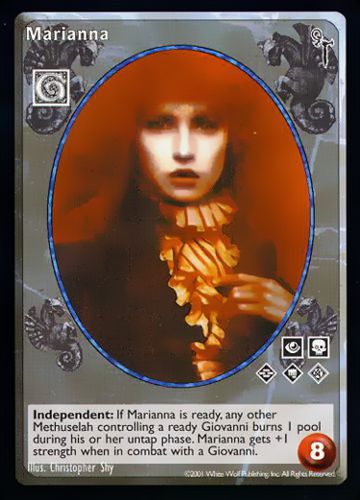 Marianna
Independent: If Marianna is ready, any other
Methuselah controlling a ready Giovanni burns 1 pool
during his or her untap phase. Marianna gets +1
strength when in combat with a Giovanni.
8
Illus. Christopher Shy
©2001 White Wolf Publishing, Inc. All Rights Reserved.